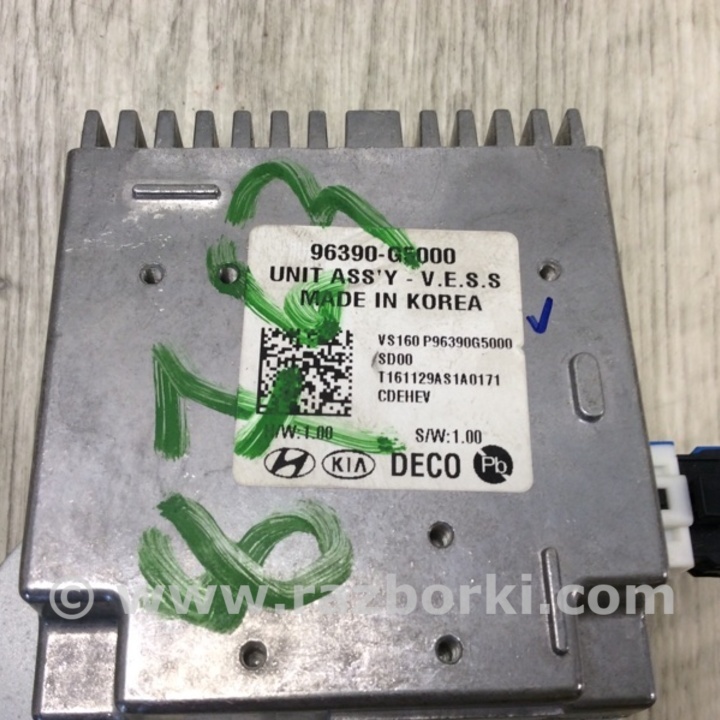 96390-G5000
UNIT ASS'Y - V.E.S.S
MADE IN KOREA
VS160 P96390G5000
SD00
T161129AS1A0171
CDEHEV
H/W:1.00 S/W:1.00
KIA DECO Pb
© www.razborki.com